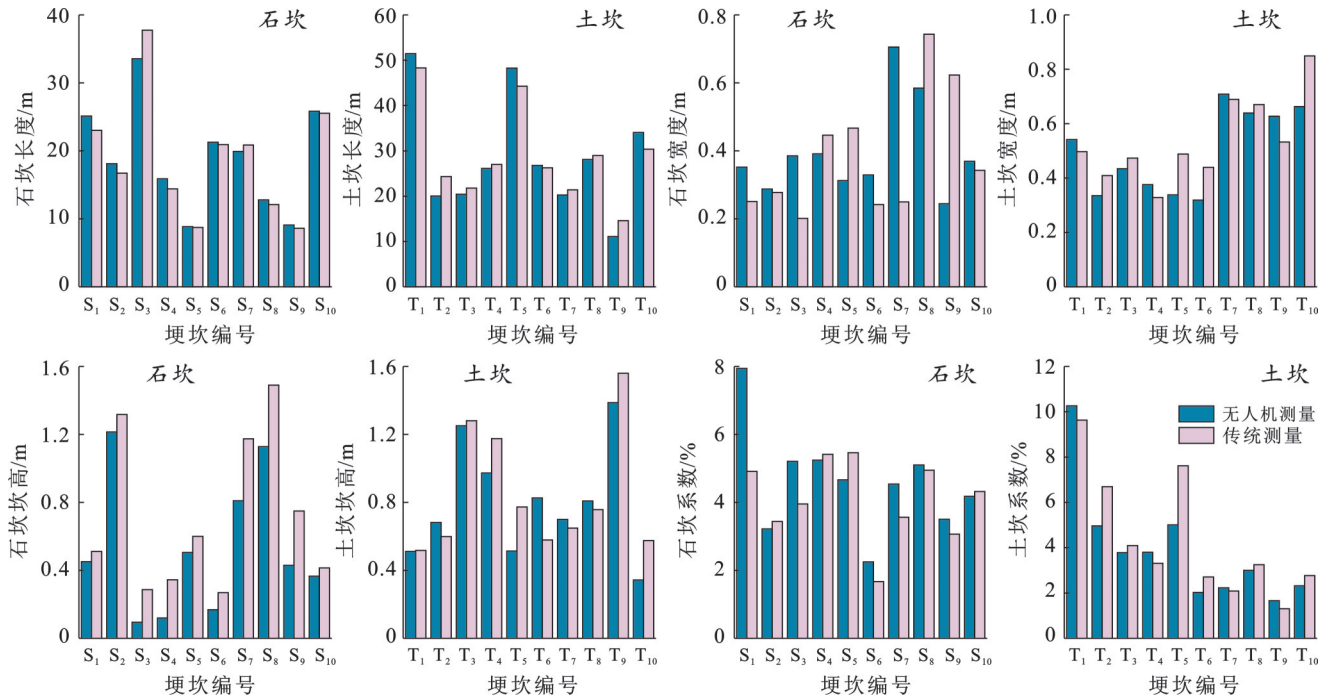 石坎
40
30
20
10
0
石坎长度/m
S₁ S₂ S₃ S₄ S₅ S₆ S₇ S₈ S₉ S₁₀
埂坎编号
土坎
60
50
40
30
20
10
0
土坎长度/m
T₁ T₂ T₃ T₄ T₅ T₆ T₇ T₈ T₉ T₁₀
埂坎编号
石坎
0.8
0.6
0.4
0.2
0
石坎宽度/m
S₁ S₂ S₃ S₄ S₅ S₆ S₇ S₈ S₉ S₁₀
埂坎编号
土坎
1.0
0.8
0.6
0.4
0.2
0
土坎宽度/m
T₁ T₂ T₃ T₄ T₅ T₆ T₇ T₈ T₉ T₁₀
埂坎编号
石坎
1.6
1.2
0.8
0.4
0
石坎坎高/m
S₁ S₂ S₃ S₄ S₅ S₆ S₇ S₈ S₉ S₁₀
埂坎编号
土坎
1.6
1.2
0.8
0.4
0
土坎坎高/m
T₁ T₂ T₃ T₄ T₅ T₆ T₇ T₈ T₉ T₁₀
埂坎编号
石坎
8
6
4
2
0
石坎系数/%
S₁ S₂ S₃ S₄ S₅ S₆ S₇ S₈ S₉ S₁₀
埂坎编号
土坎
12
10
8
6
4
2
0
土坎系数/%
无人机测量
传统测量
T₁ T₂ T₃ T₄ T₅ T₆ T₇ T₈ T₉ T₁₀
埂坎编号